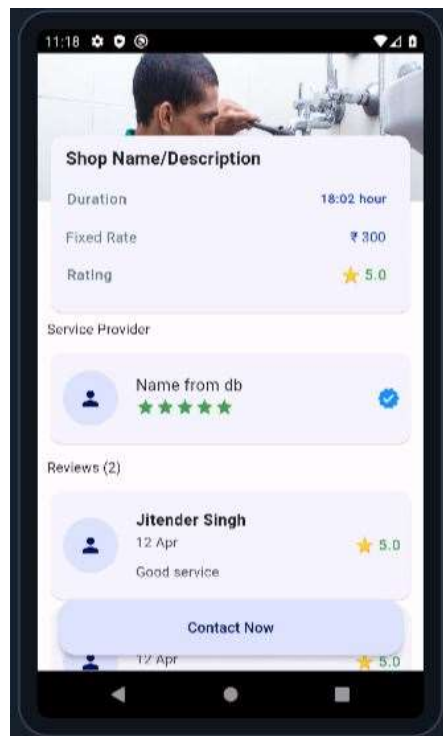 11:18
Shop Name/Description
Duration 18:02 hour
Fixed Rate ₹ 300
Rating 5.0
Service Provider
Name from db
Reviews (2)
Jitender Singh
12 Apr 5.0
Good service
Contact Now
12 Apr 5.0